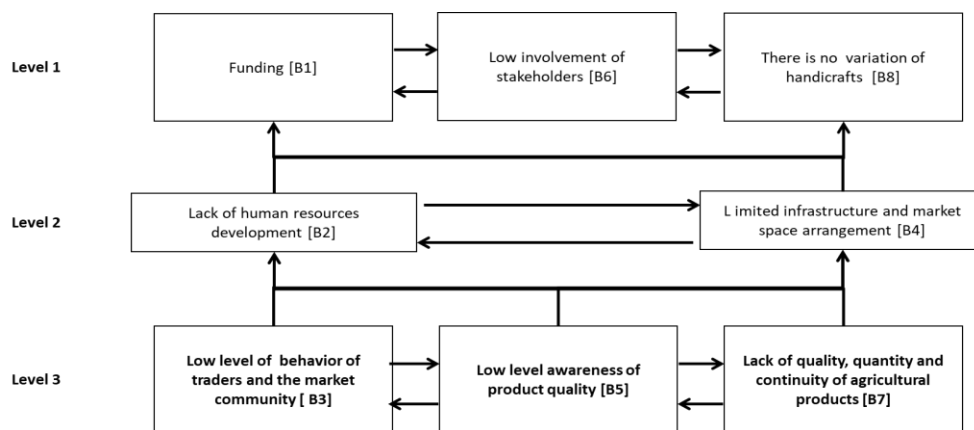 Level 1
Funding [B1]
Low involvement of
stakeholders [B6]
There is no variation of
handicrafts [B8]
Level 2
Lack of human resources
development [B2]
L imited infrastructure and market
space arrangement [B4]
Level 3
Low level of behavior of
traders and the market
community [ B3]
Low level awareness of
product quality [B5]
Lack of quality, quantity and
continuity of agricultural
products [B7]